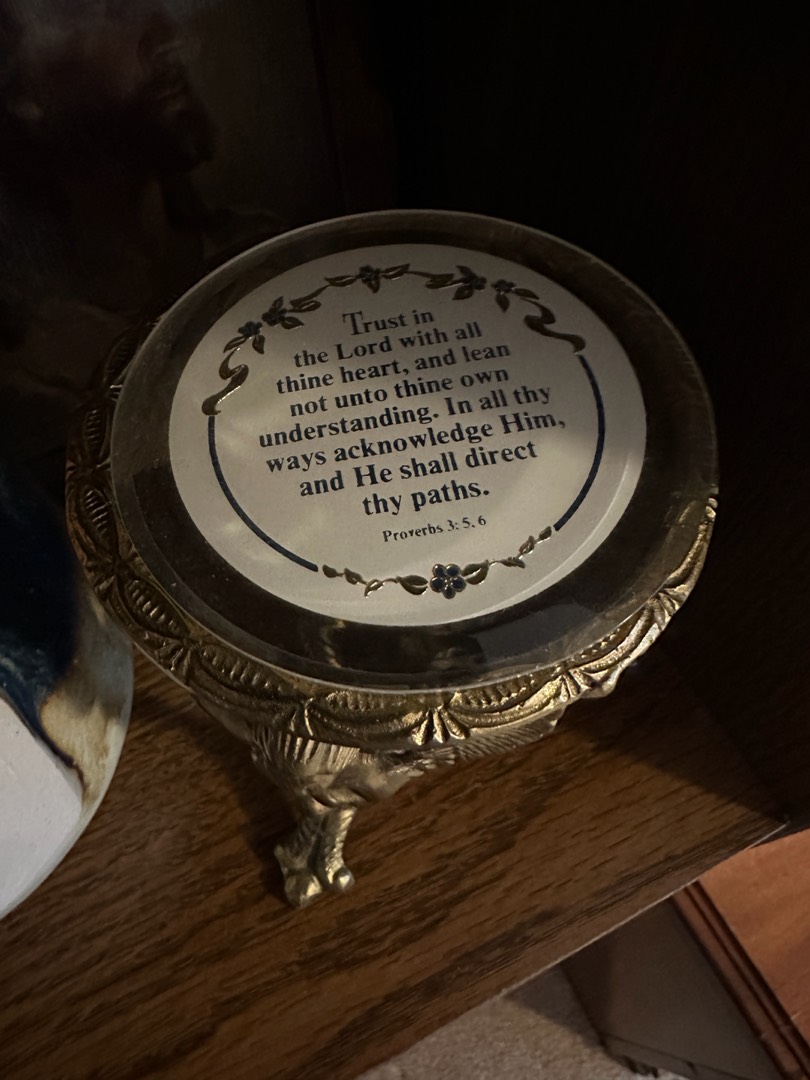 Trust in
the Lord with all
thine heart, and lean
not unto thine own
understanding. In all thy
ways acknowledge Him,
and He shall direct
thy paths.
Proverbs 3: 5, 6